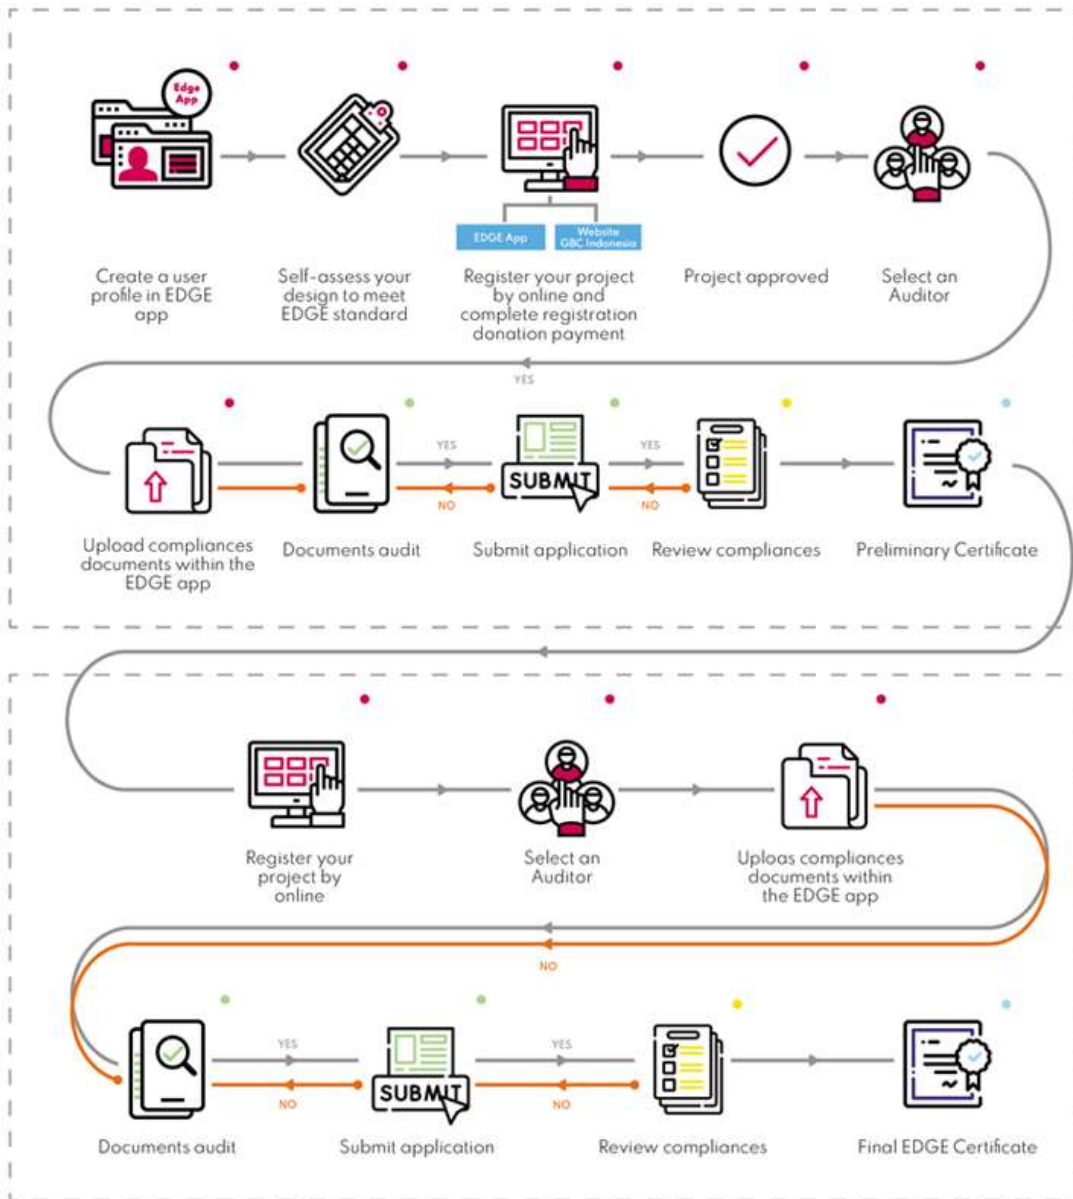 Edge
App
EDGE App
Website
GBC Indonesia
Create a user
profile in EDGE
app
Self-assess your
design to meet
EDGE standard
Register your project
by online and
complete registration
donation payment
Project approved
Select an
Auditor
YES
YES
YES
SUBMIT
NO
NO
Upload compliances
documents within the
EDGE app
Documents audit
Submit application
Review compliances
Preliminary Certificate
Register your
project by
online
Select an
Auditor
Uploas compliances
documents within
the EDGE app
NO
YES
YES
SUBMIT
NO
NO
Documents audit
Submit application
Review compliances
Final EDGE Certificate